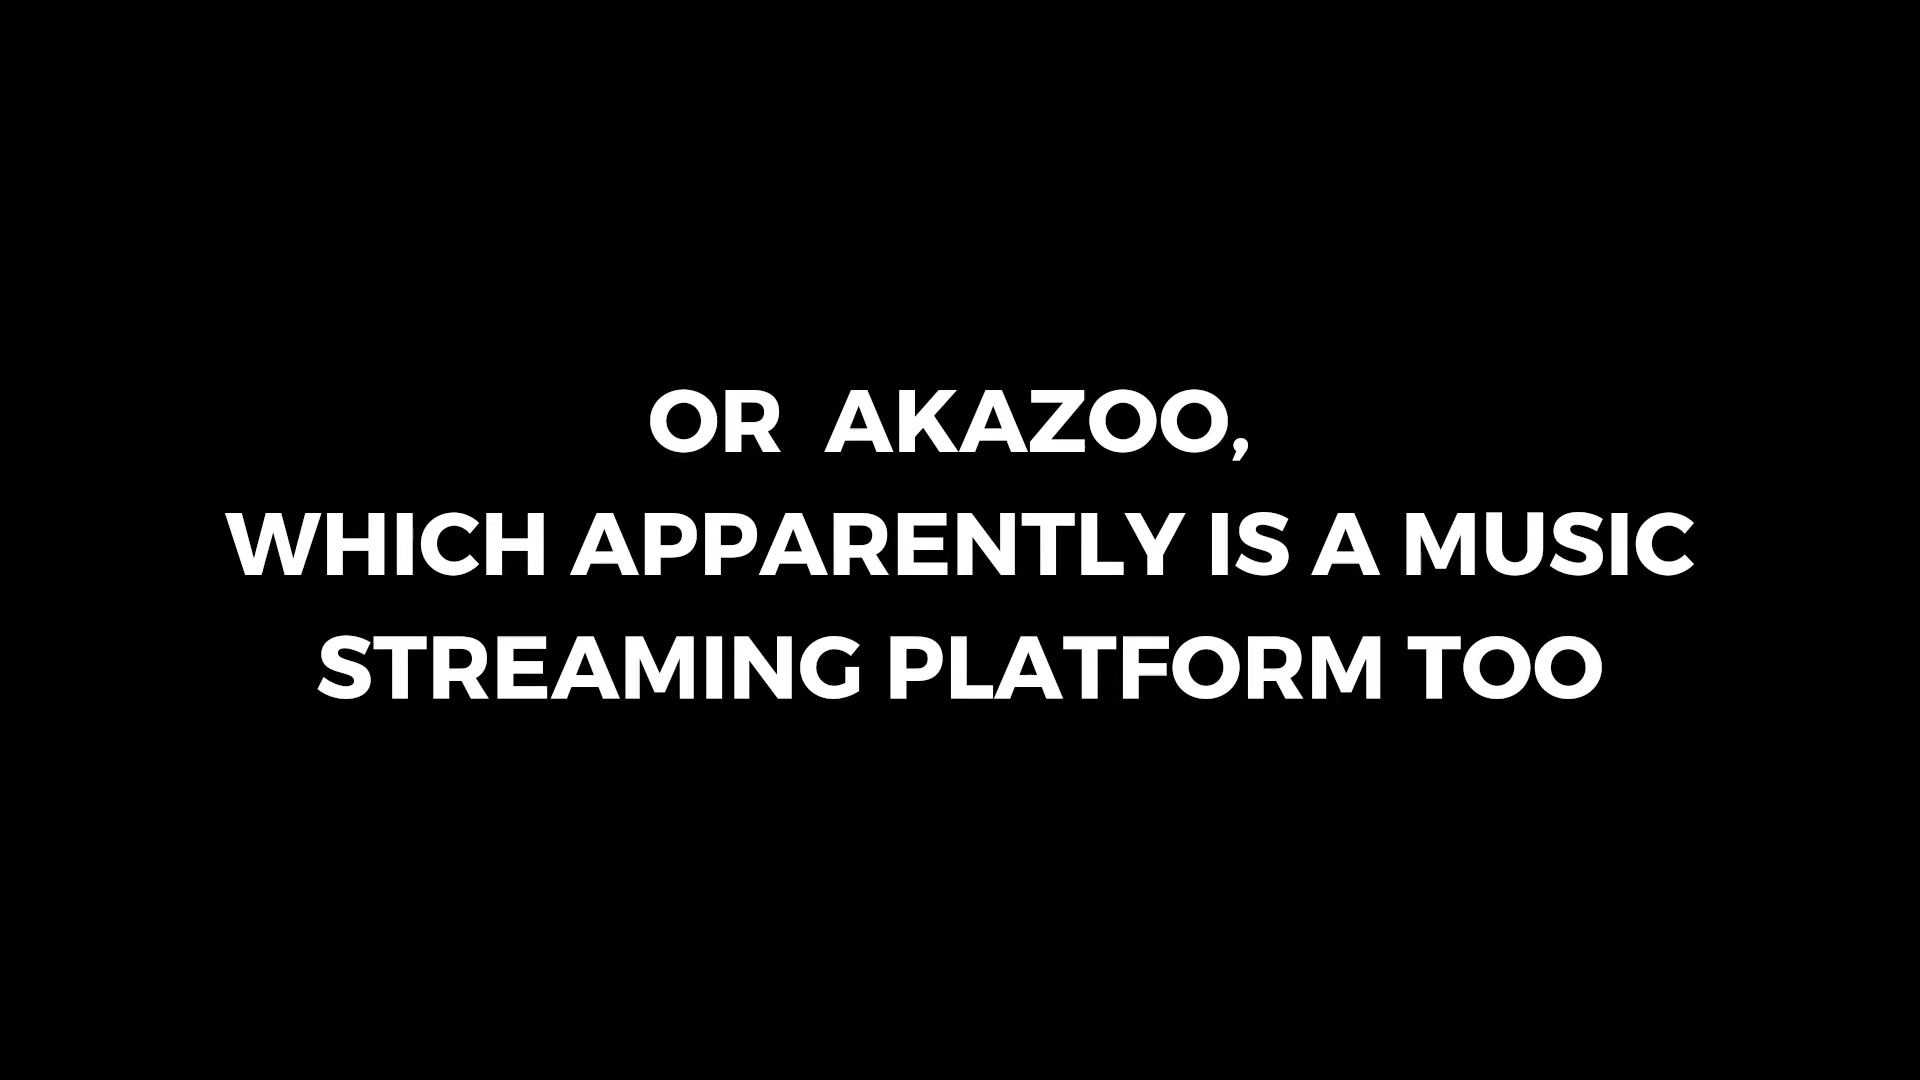 OR  AKAZOO,
WHICH APPARENTLY IS A MUSIC
STREAMING PLATFORM TOO